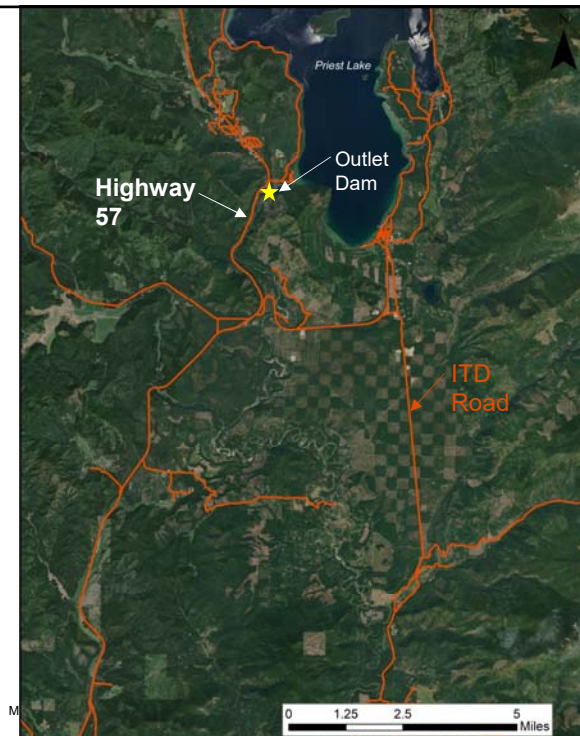 N
Priest Lake
Outlet
Dam
Highway
57
ITD
Road
M
0 1.25 2.5 5
Miles